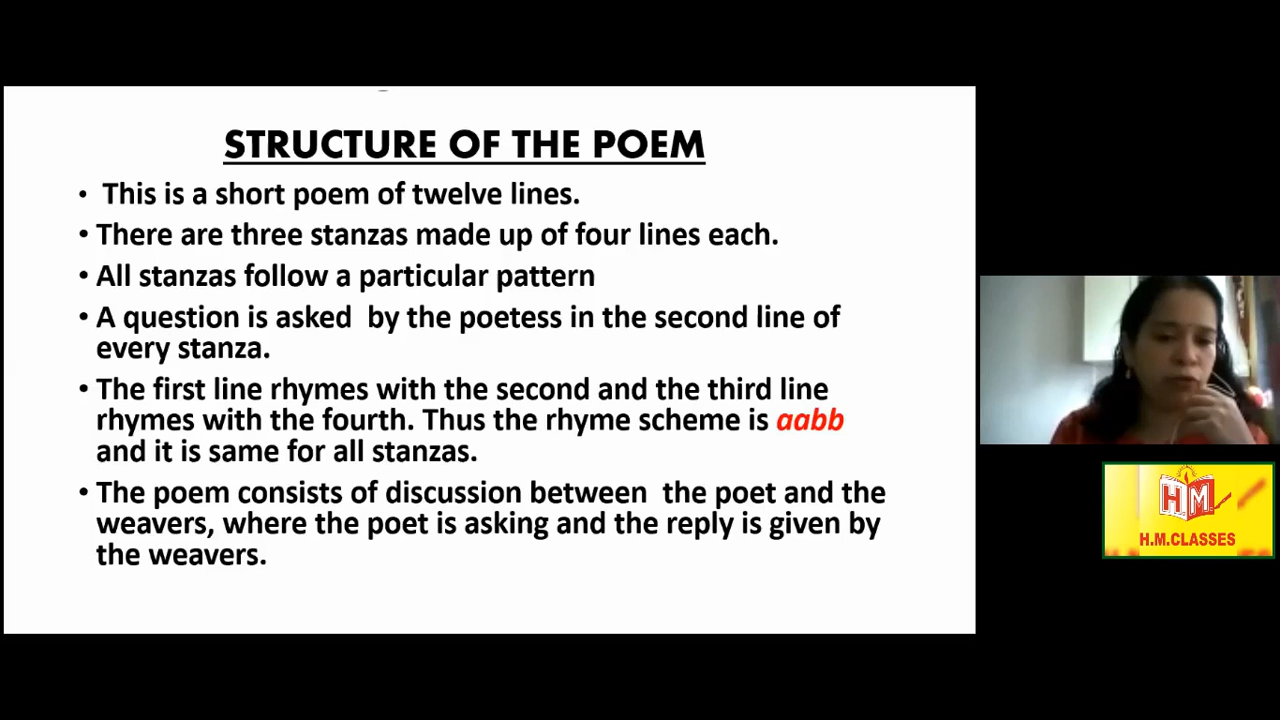 STRUCTURE OF THE POEM
• This is a short poem of twelve lines.
• There are three stanzas made up of four lines each.
• All stanzas follow a particular pattern
• A question is asked by the poetess in the second line of
every stanza.
• The first line rhymes with the second and the third line
rhymes with the fourth. Thus the rhyme scheme is aabb
and it is same for all stanzas.
• The poem consists of discussion between the poet and the
weavers, where the poet is asking and the reply is given by
the weavers.
H M
H.M.CLASSES